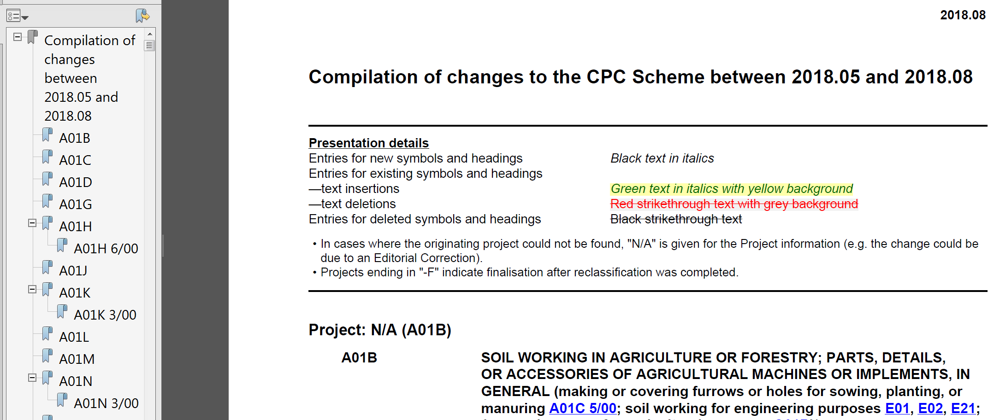 Compilation of
changes
between
2018.05 and
2018.08
A01B
A01C
A01D
A01G
A01H
A01H 6/00
A01J
A01K
A01K 3/00
A01L
A01M
A01N
A01N 3/00
2018.08
Compilation of changes to the CPC Scheme between 2018.05 and 2018.08
Presentation details
Entries for new symbols and headings Black text in italics
Entries for existing symbols and headings
—text insertions Green text in italics with yellow background
—text deletions Red strikethrough text with grey background
Entries for deleted symbols and headings Black strikethrough text
• In cases where the originating project could not be found, "N/A" is given for the Project information (e.g. the change could be
due to an Editorial Correction).
• Projects ending in "-F" indicate finalisation after reclassification was completed.
Project: N/A (A01B)
A01B SOIL WORKING IN AGRICULTURE OR FORESTRY; PARTS, DETAILS,
OR ACCESSORIES OF AGRICULTURAL MACHINES OR IMPLEMENTS, IN
GENERAL (making or covering furrows or holes for sowing, planting, or
manuring A01C 5/00; soil working for engineering purposes E01, E02, E21;